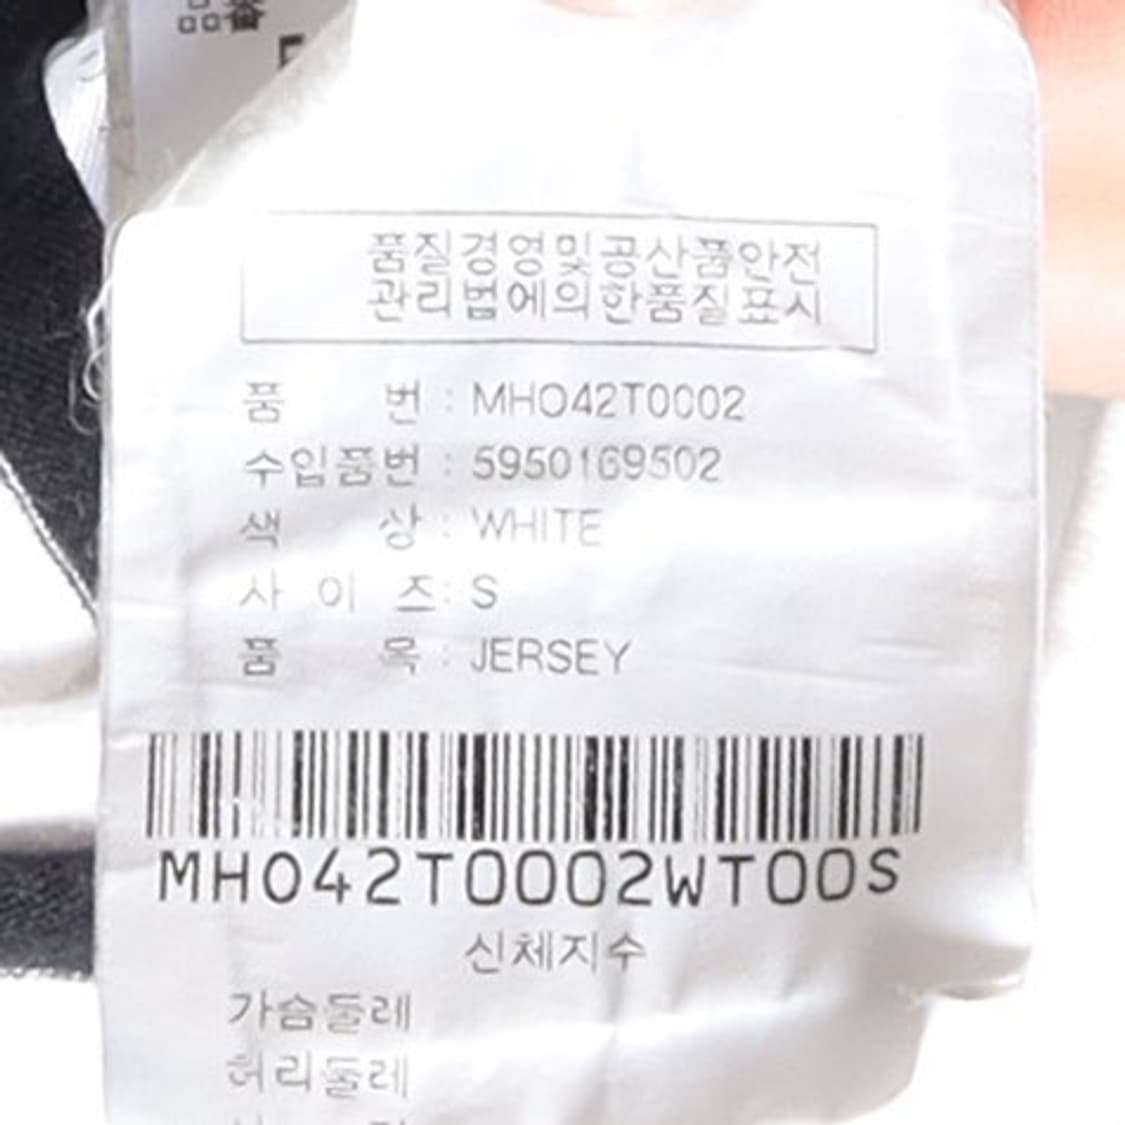 品番
품질경영및공산품안전
관리법에의한품질표시
품 번 : MH042T0002
수입품번 : 5950169502
색 상 : WHITE
사 이 즈: S
품 목 : JERSEY
MH042T0002WT00S
신체지수
가슴둘레
허리둘레